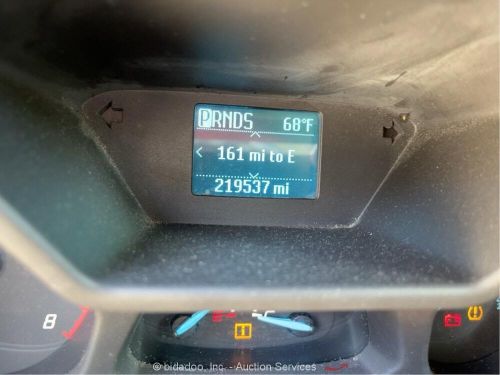 PRNDS 68°F
161 mi to E
219537 mi
8
© bidadoo, Inc. - Auction Services